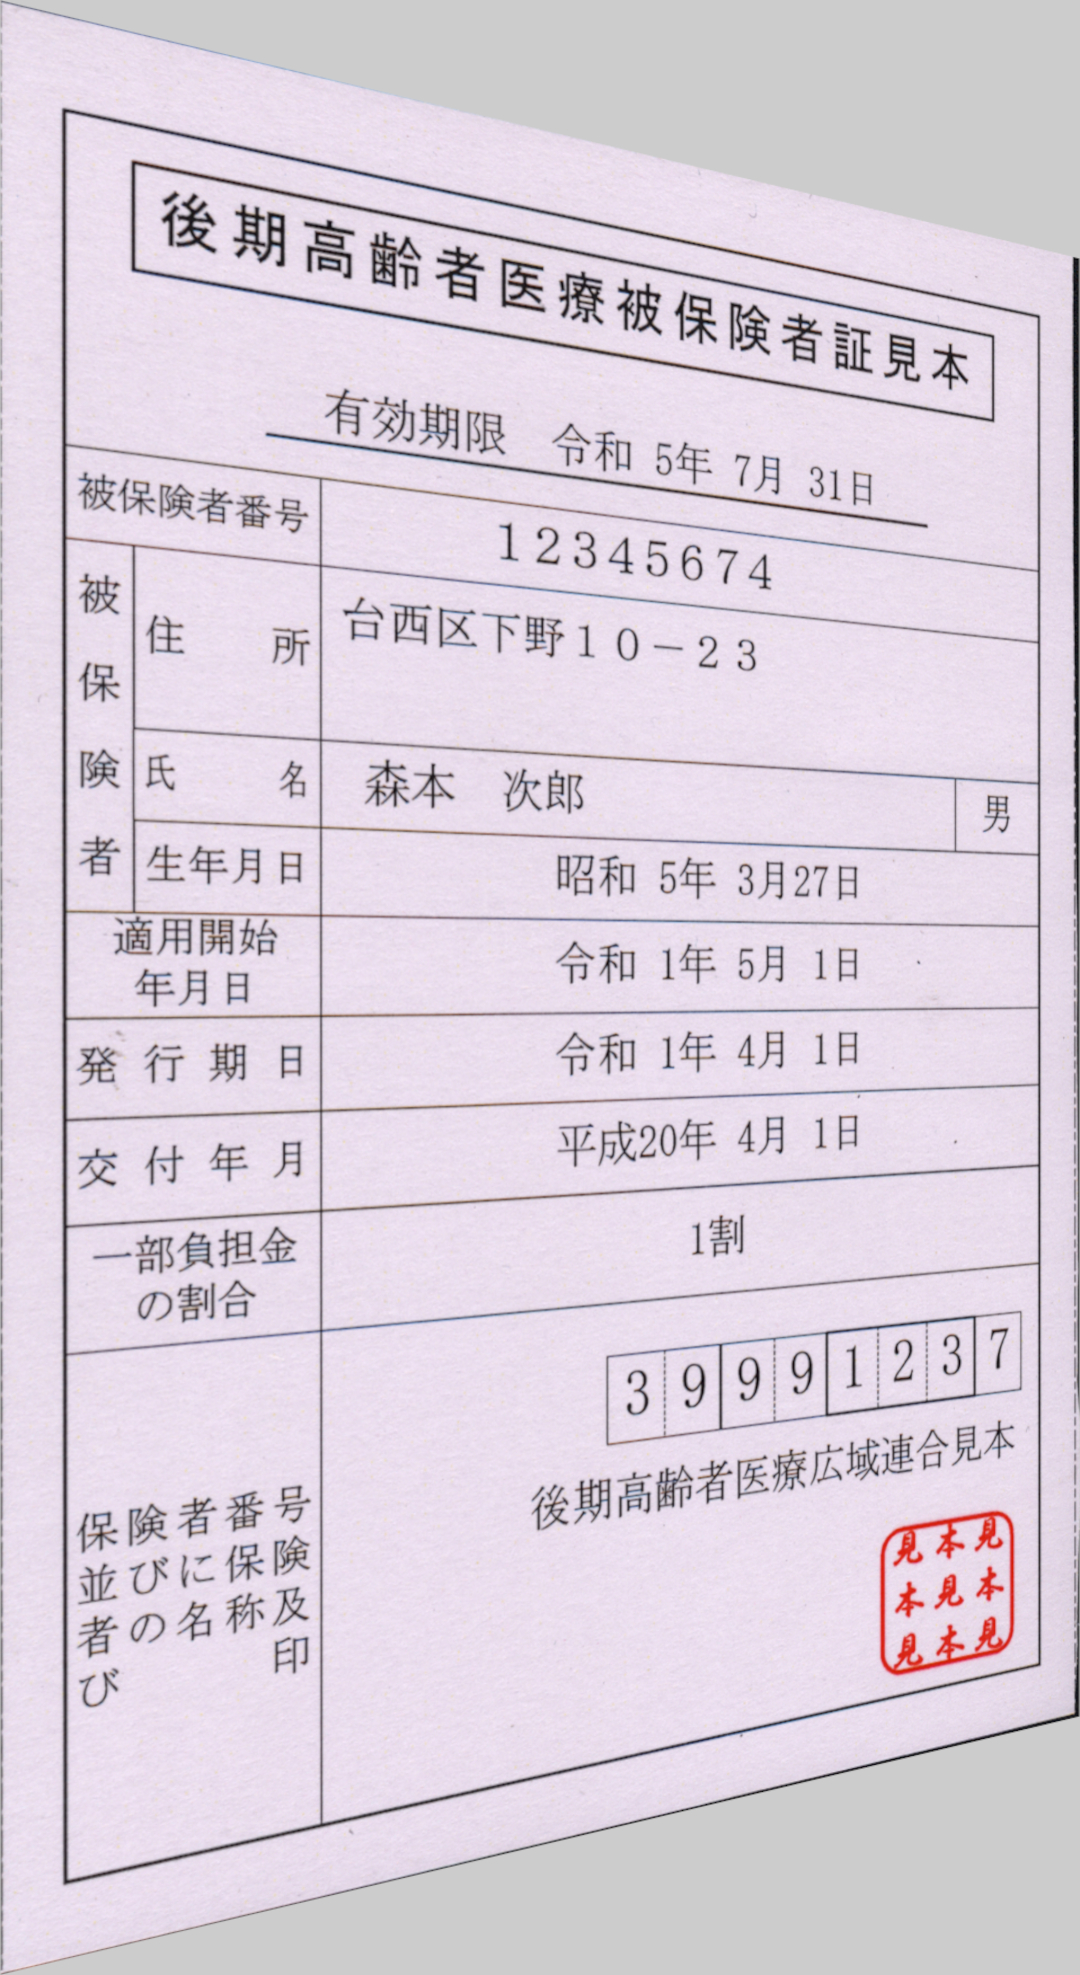 後期高齢者医療被保険者証見本
有効期限 令和 5年 7月 31日
被保険者番号 12345674
被保険者
住所 台西区下野10-23
氏名 森本 次郎 男
生年月日 昭和 5年 3月27日
適用開始
年月日 令和 1年 5月 1日
発行期日 令和 1年 4月 1日
交付年月 平成20年 4月 1日
一部負担金
の割合 1割
39991237
後期高齢者医療広域連合見本
保険者番号
並びに保険
者の名称及
び印
見本見
本見本
見本見